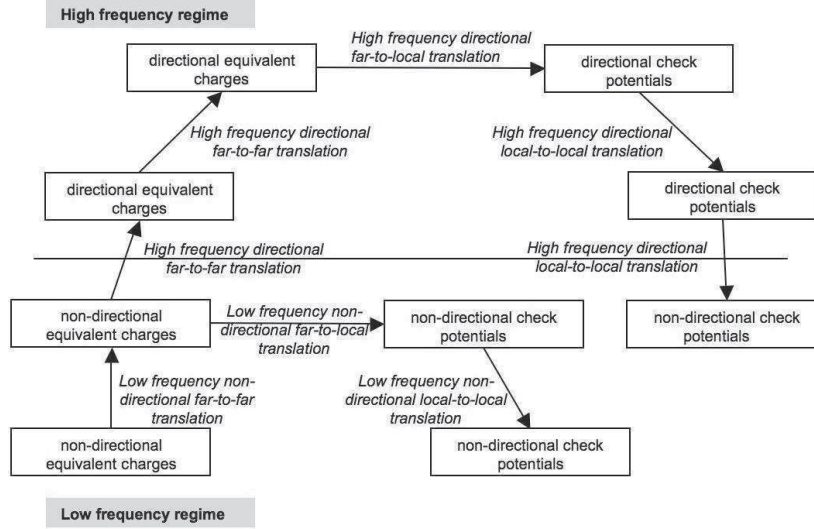 High frequency regime
directional equivalent
charges
High frequency directional
far-to-local translation
directional check
potentials
High frequency directional
far-to-far translation
High frequency directional
local-to-local translation
directional equivalent
charges
directional check
potentials
High frequency directional
far-to-far translation
High frequency directional
local-to-local translation
non-directional
equivalent charges
Low frequency non-
directional far-to-local
translation
non-directional check
potentials
non-directional check
potentials
Low frequency non-
directional far-to-far
translation
Low frequency non-
directional local-to-local
translation
non-directional
equivalent charges
non-directional check
potentials
Low frequency regime